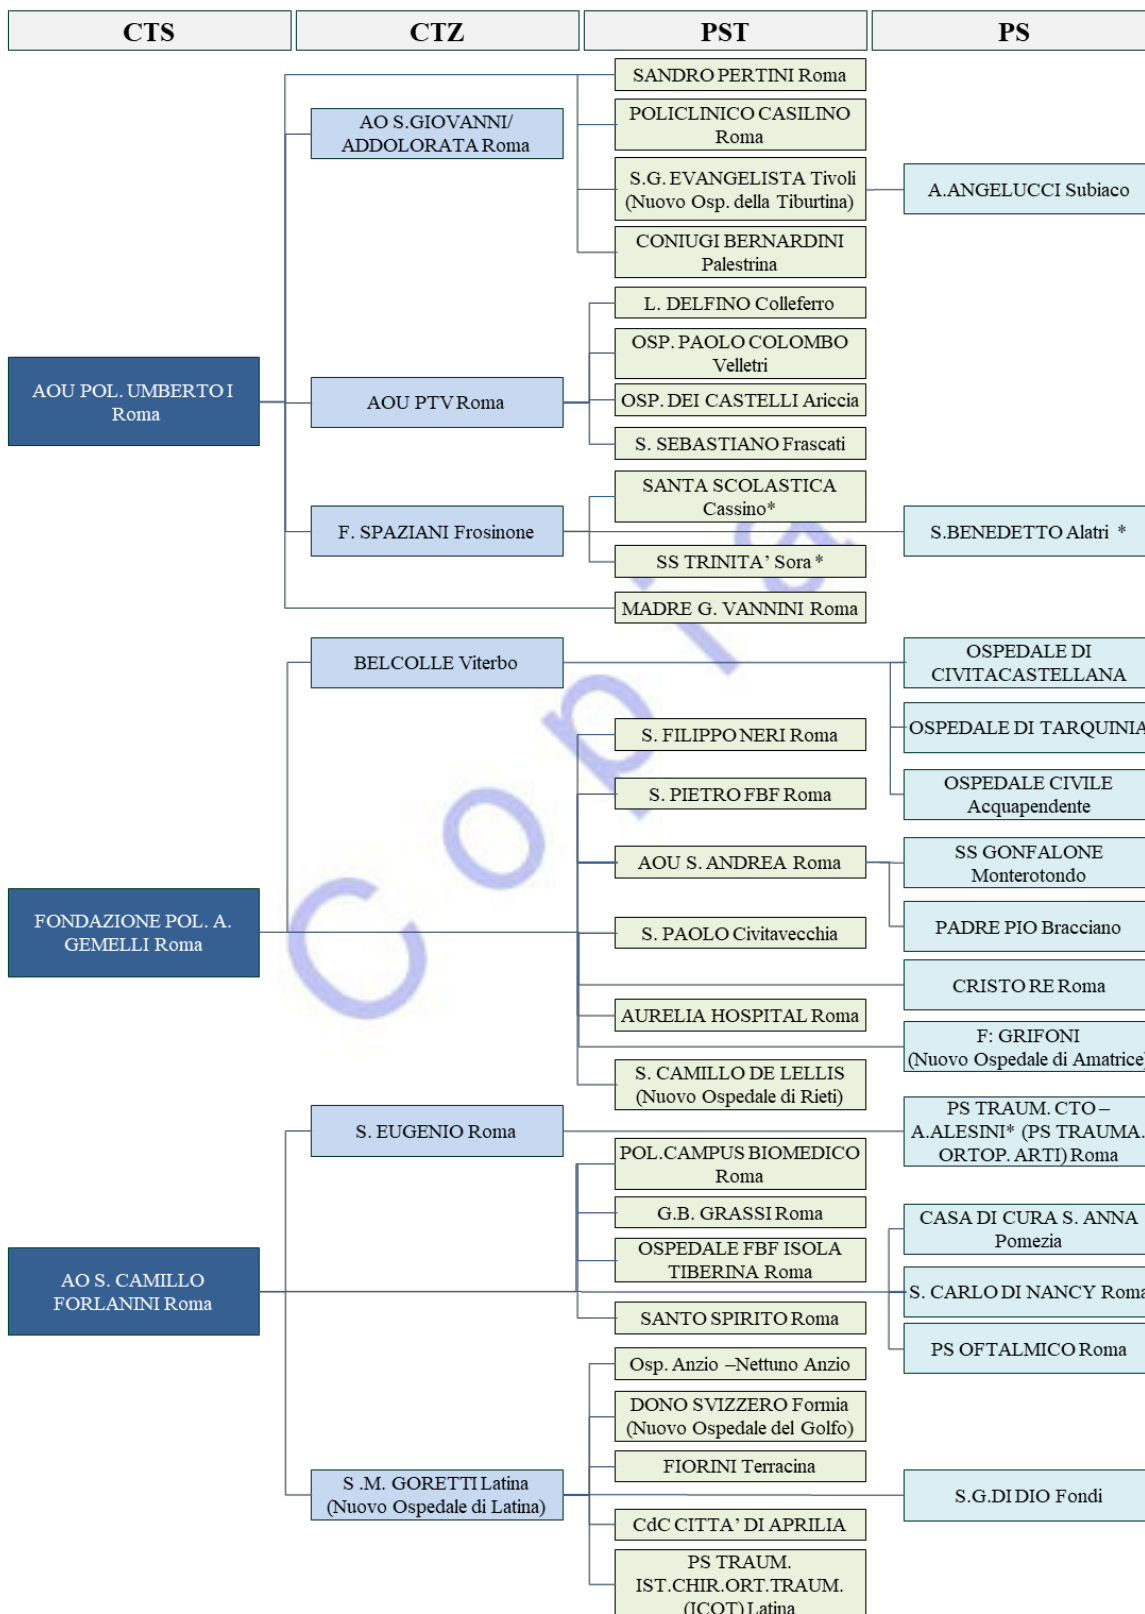 CTS
CTZ
PST
PS
SANDRO PERTINI Roma
AO S.GIOVANNI/
ADDOLORATA Roma
POLICLINICO CASILINO
Roma
S.G. EVANGELISTA Tivoli
(Nuovo Osp. della Tiburtina)
A.ANGELUCCI Subiaco
CONIUGI BERNARDINI
Palestrina
L. DELFINO Colleferro
OSP. PAOLO COLOMBO
Velletri
AOU POL. UMBERTO I
Roma
AOU PTV Roma
OSP. DEI CASTELLI Ariccia
S. SEBASTIANO Frascati
SANTA SCOLASTICA
Cassino*
F. SPAZIANI Frosinone
S.BENEDETTO Alatri *
SS TRINITA’ Sora *
MADRE G. VANNINI Roma
BELCOLLE Viterbo
OSPEDALE DI
CIVITACASTELLANA
S. FILIPPO NERI Roma
OSPEDALE DI TARQUINIA
S. PIETRO FBF Roma
OSPEDALE CIVILE
Acquapendente
AOU S. ANDREA Roma
SS GONFALONE
Monterotondo
FONDAZIONE POL. A.
GEMELLI Roma
S. PAOLO Civitavecchia
PADRE PIO Bracciano
CRISTO RE Roma
AURELIA HOSPITAL Roma
F: GRIFONI
(Nuovo Ospedale di Amatrice)
S. CAMILLO DE LELLIS
(Nuovo Ospedale di Rieti)
S. EUGENIO Roma
PS TRAUM. CTO –
A.ALESINI* (PS TRAUMA.
ORTOP. ARTI) Roma
POL.CAMPUS BIOMEDICO
Roma
G.B. GRASSI Roma
CASA DI CURA S. ANNA
Pomezia
OSPEDALE FBF ISOLA
TIBERINA Roma
AO S. CAMILLO
FORLANINI Roma
S. CARLO DI NANCY Roma
SANTO SPIRITO Roma
PS OFTALMICO Roma
Osp. Anzio –Nettuno Anzio
DONO SVIZZERO Formia
(Nuovo Ospedale del Golfo)
FIORINI Terracina
S .M. GORETTI Latina
(Nuovo Ospedale di Latina)
S.G.DI DIO Fondi
CdC CITTA’ DI APRILIA
PS TRAUM.
IST.CHIR.ORT.TRAUM.
(ICOT) Latina
Copia